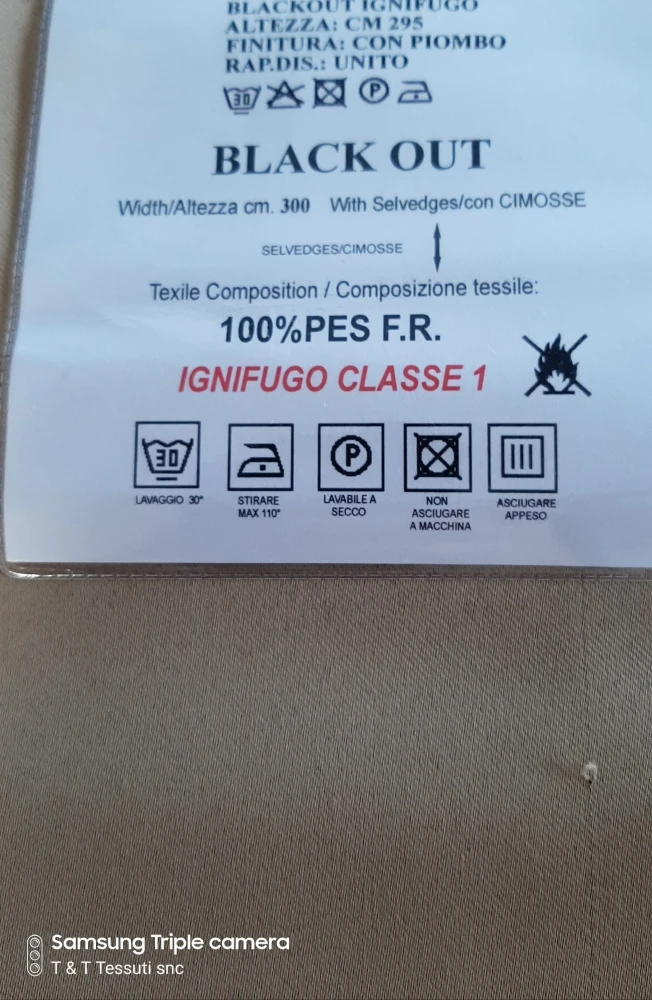 BLACKOUT IGNIFUGO
ALTEZZA: CM 295
FINITURA: CON PIOMBO
RAP.DIS.: UNITO
30 P
BLACK OUT
Width/Altezza cm. 300 With Selvedges/con CIMOSSE
SELVEDGES/CIMOSSE
Texile Composition / Composizione tessile:
100%PES F.R.
IGNIFUGO CLASSE 1
30 P
LAVAGGIO 30° STIRARE MAX 110° LAVABILE A SECCO NON ASCIUGARE A MACCHINA ASCIUGARE APPESO
Samsung Triple camera
T & T Tessuti snc